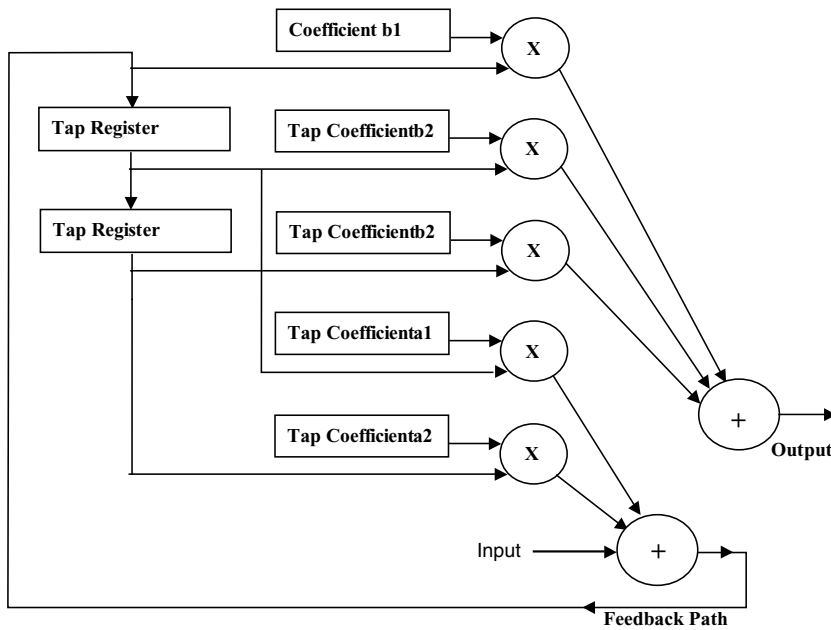 Coefficient b1
X
Tap Register
Tap Coefficientb2
X
Tap Register
Tap Coefficientb2
X
Tap Coefficienta1
X
Tap Coefficienta2
X
+
Output
Input
+
Feedback Path